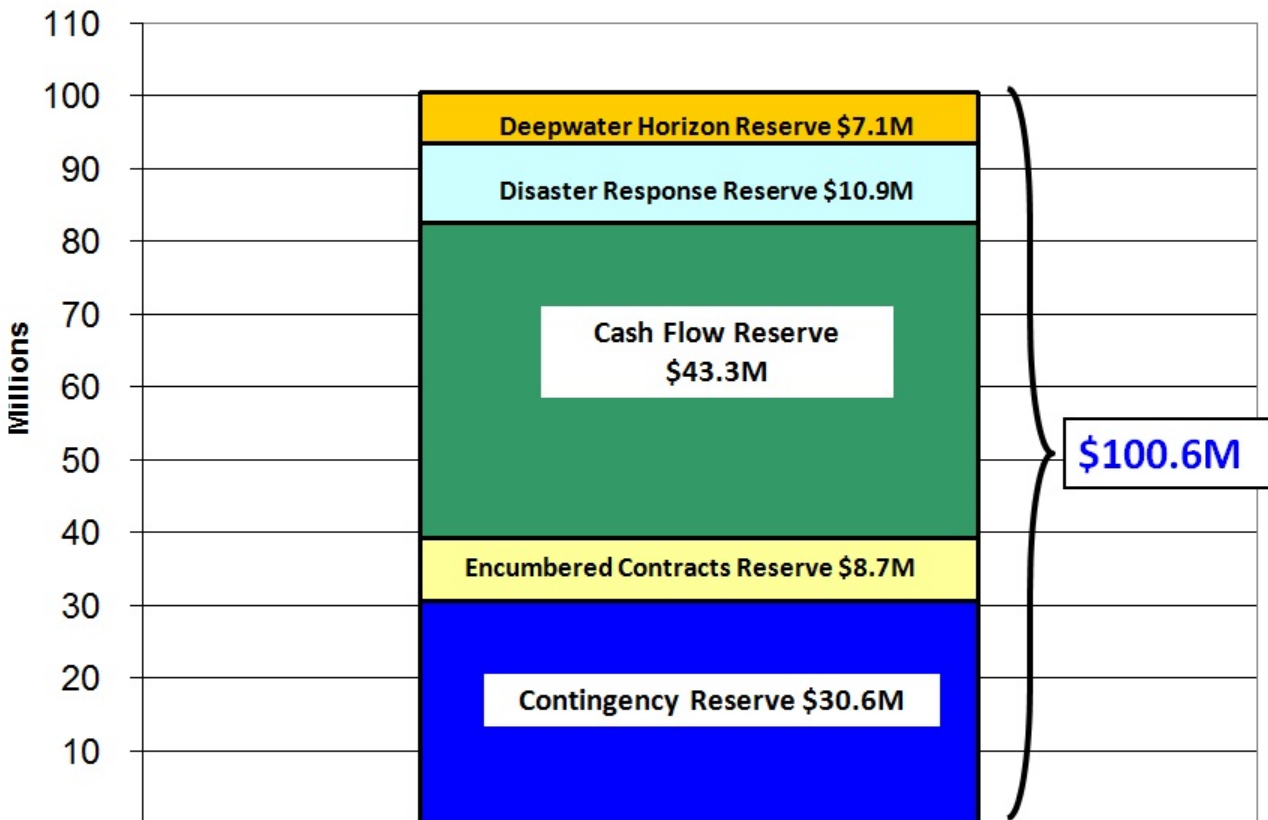 110
100
90
80
70
60
50
40
30
20
10
Millions
Deepwater Horizon Reserve $7.1M
Disaster Response Reserve $10.9M
Cash Flow Reserve
$43.3M
Encumbered Contracts Reserve $8.7M
Contingency Reserve $30.6M
$100.6M